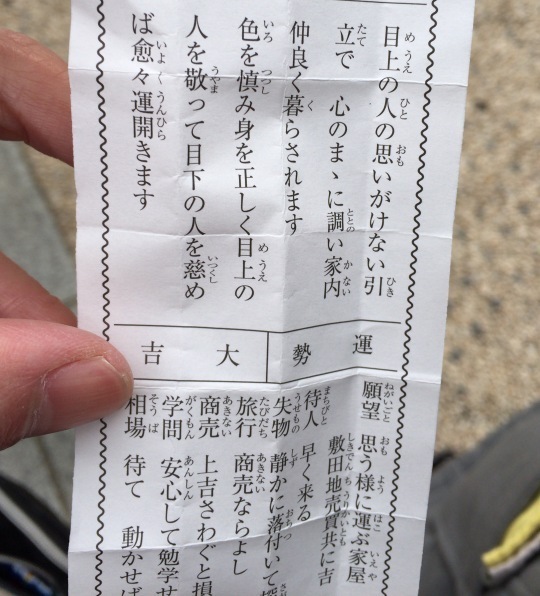 目上の人の思いがけない引
立で 心のまゝに調い家内
仲良く暮らされます
色を慎み身を正しく目上の
人を敬って目下の人を慈め
ば愈々運開きます
運勢 大吉
願望 思う様に運ぶ家屋
敷田地売買共に吉
待人 早く来る
失物 静かに落付いて探
旅行 商売ならよし
商売 上吉さわぐと損
学問 安心して勉学せ
相場 待て 動かせば